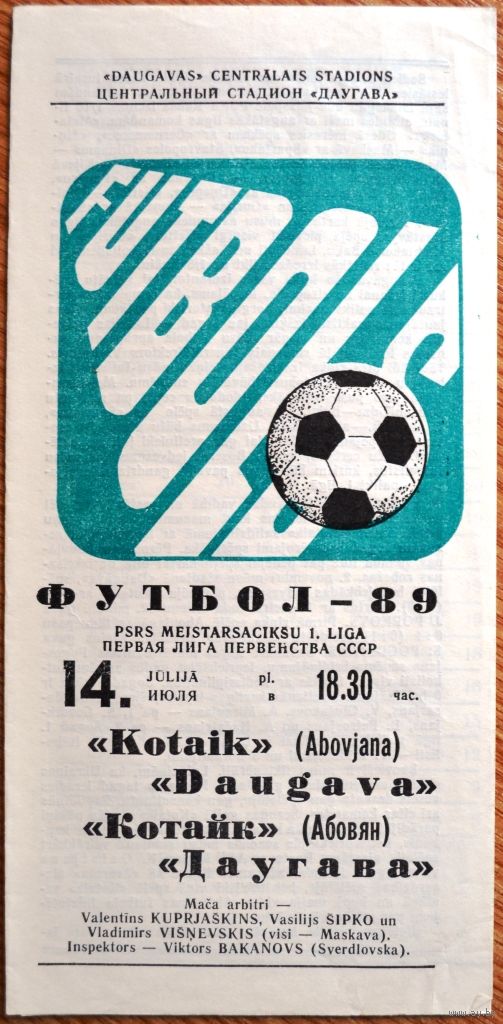 «DAUGAVAS» CENTRĀLAIS STADIONS
ЦЕНТРАЛЬНЫЙ СТАДИОН «ДАУГАВА»
FUTBOLS
ФУТБОЛ — 89
PSRS MEISTARSACIKŠU 1. LIGA
ПЕРВАЯ ЛИГА ПЕРВЕНСТВА СССР
14. JŪLIJĀ pl. 18.30
ИЮЛЯ в час.
«Kotaik» (Abovjana)
«Daugava»
«Котайк» (Абовян)
«Даугава»
Mača arbitri —
Valentīns KUPRJAŠKINS, Vasilijs ŠIPKO un
Vladimirs VIŠŅEVSKIS (visi — Maskava).
Inspektors — Viktors BAKANOVS (Sverdlovska).